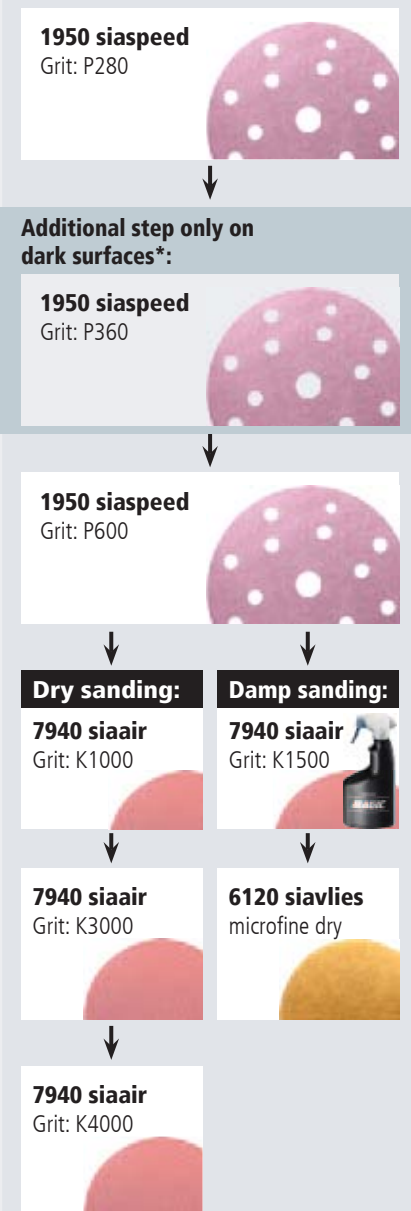 1950 siaspeed
Grit: P280
Additional step only on
dark surfaces*:
1950 siaspeed
Grit: P360
1950 siaspeed
Grit: P600
Dry sanding:
7940 siaair
Grit: K1000
7940 siaair
Grit: K3000
7940 siaair
Grit: K4000
Damp sanding:
7940 siaair
Grit: K1500
MAGIC
6120 siavlies
microfine dry